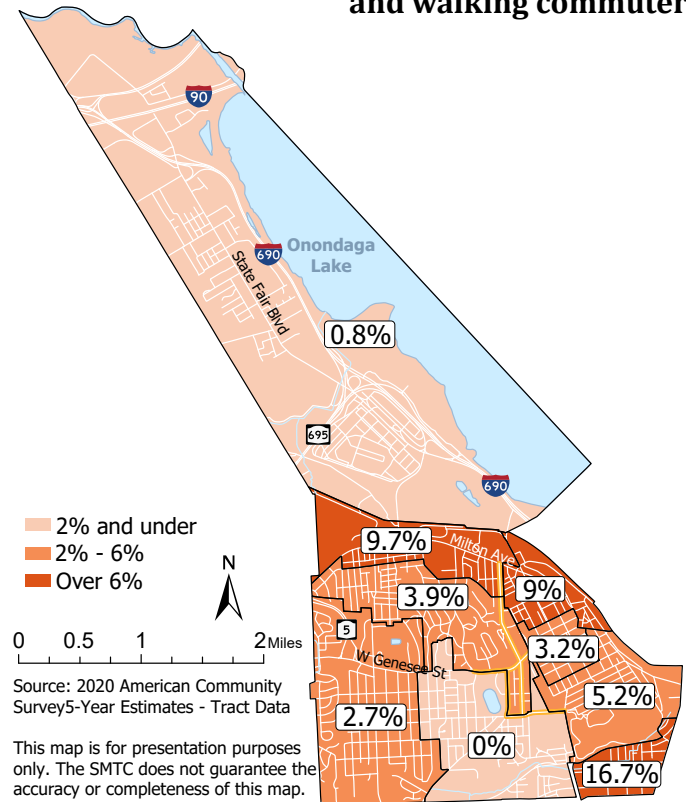 and walking commuter
90
Onondaga
Lake
690
State Fair Blvd
0.8%
695
690
2% and under
2% - 6%
Over 6%
N
9.7%
Milton Ave
9%
3.9%
5
3.2%
W Genesee St
0 0.5 1 2 Miles
5.2%
2.7%
0%
16.7%
Source: 2020 American Community
Survey5-Year Estimates - Tract Data
This map is for presentation purposes
only. The SMTC does not guarantee the
accuracy or completeness of this map.